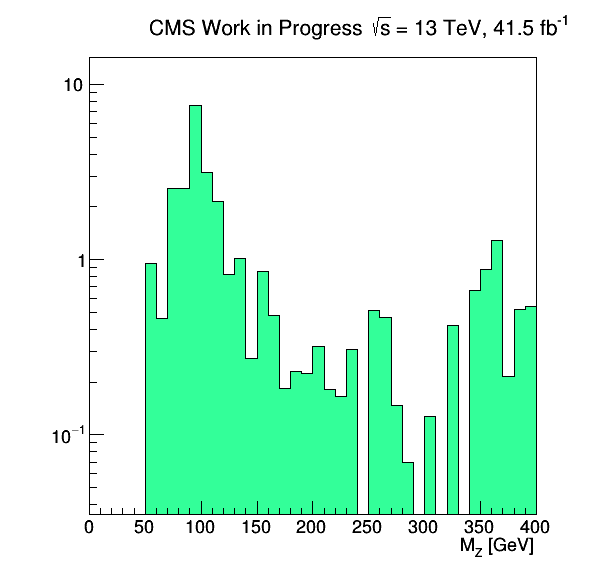 CMS Work in Progress √s = 13 TeV, 41.5 fb⁻¹
10
1
10⁻¹
0 50 100 150 200 250 300 350 400
M_Z [GeV]